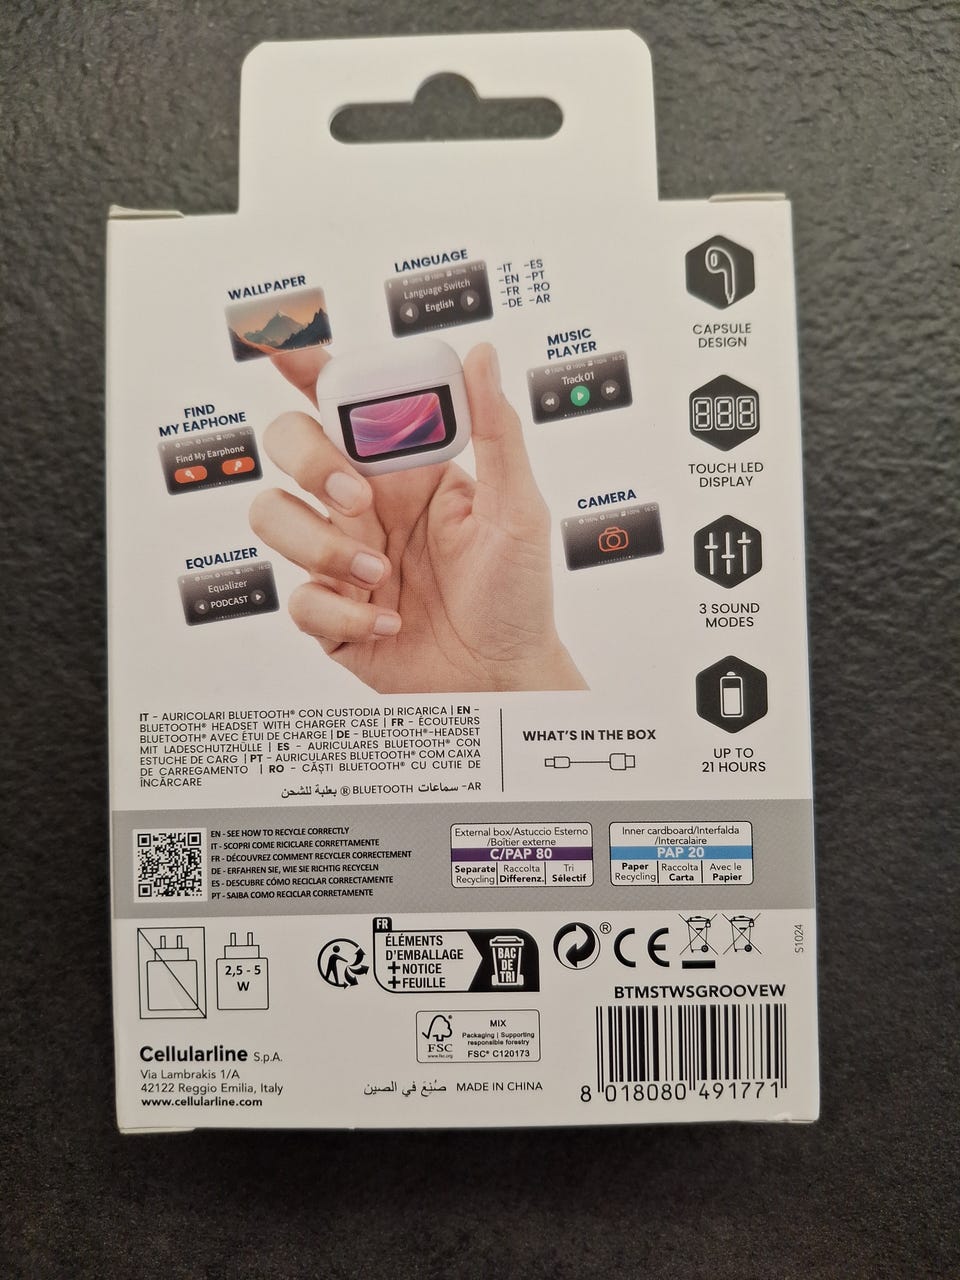 WALLPAPER
LANGUAGE
Language Switch
English
-IT -ES
-EN -PT
-FR -RO
-DE -AR
CAPSULE
DESIGN
MUSIC
PLAYER
Track 01
FIND
MY EAPHONE
Find My Earphone
TOUCH LED
DISPLAY
CAMERA
EQUALIZER
Equalizer
PODCAST
3 SOUND
MODES
UP TO
21 HOURS
IT - AURICOLARI BLUETOOTH® CON CUSTODIA DI RICARICA | EN -
BLUETOOTH® HEADSET WITH CHARGER CASE | FR - ÉCOUTEURS
BLUETOOTH® AVEC ÈTUI DE CHARGE | DE - BLUETOOTH®-HEADSET
MIT LADESCHUTZHÜLLE | ES - AURICULARES BLUETOOTH® CON
ESTUCHE DE CARG | PT - AURICULARES BLUETOOTH® COM CAIXA
DE CARREGAMENTO | RO - CĂȘTI BLUETOOTH® CU CUTIE DE
ÎNCĂRCARE
AR- سماعات BLUETOOTH ® بعلبة للشحن
WHAT'S IN THE BOX
EN - SEE HOW TO RECYCLE CORRECTLY
IT - SCOPRI COME RICICLARE CORRETTAMENTE
FR - DÉCOUVREZ COMMENT RECYCLER CORRECTEMENT
DE - ERFAHREN SIE, WIE SIE RICHTIG RECYCELN
ES - DESCUBRE CÓMO RECICLAR CORRECTAMENTE
PT - SAIBA COMO RECICLAR CORRETAMENTE
External box/Astuccio Esterno
/Boîtier externe
C/PAP 80
Separate Raccolta Tri
Recycling Differenz. Sélectif
Inner cardboard/Interfalda
/Intercalaire
PAP 20
Paper Raccolta Avec le
Recycling Carta Papier
2,5 - 5
W
FR
ÉLÉMENTS
D'EMBALLAGE
+NOTICE
+FEUILLE
BAC
DE
TRI
®
CE
S1024
BTMSTWSGROOVEW
FSC
www.fsc.org
MIX
Packaging | Supporting
responsible forestry
FSC® C120173
Cellularline S.p.A.
Via Lambrakis 1/A
42122 Reggio Emilia, Italy
www.cellularline.com
صُنِعَ في الصين MADE IN CHINA
8 018080 491771